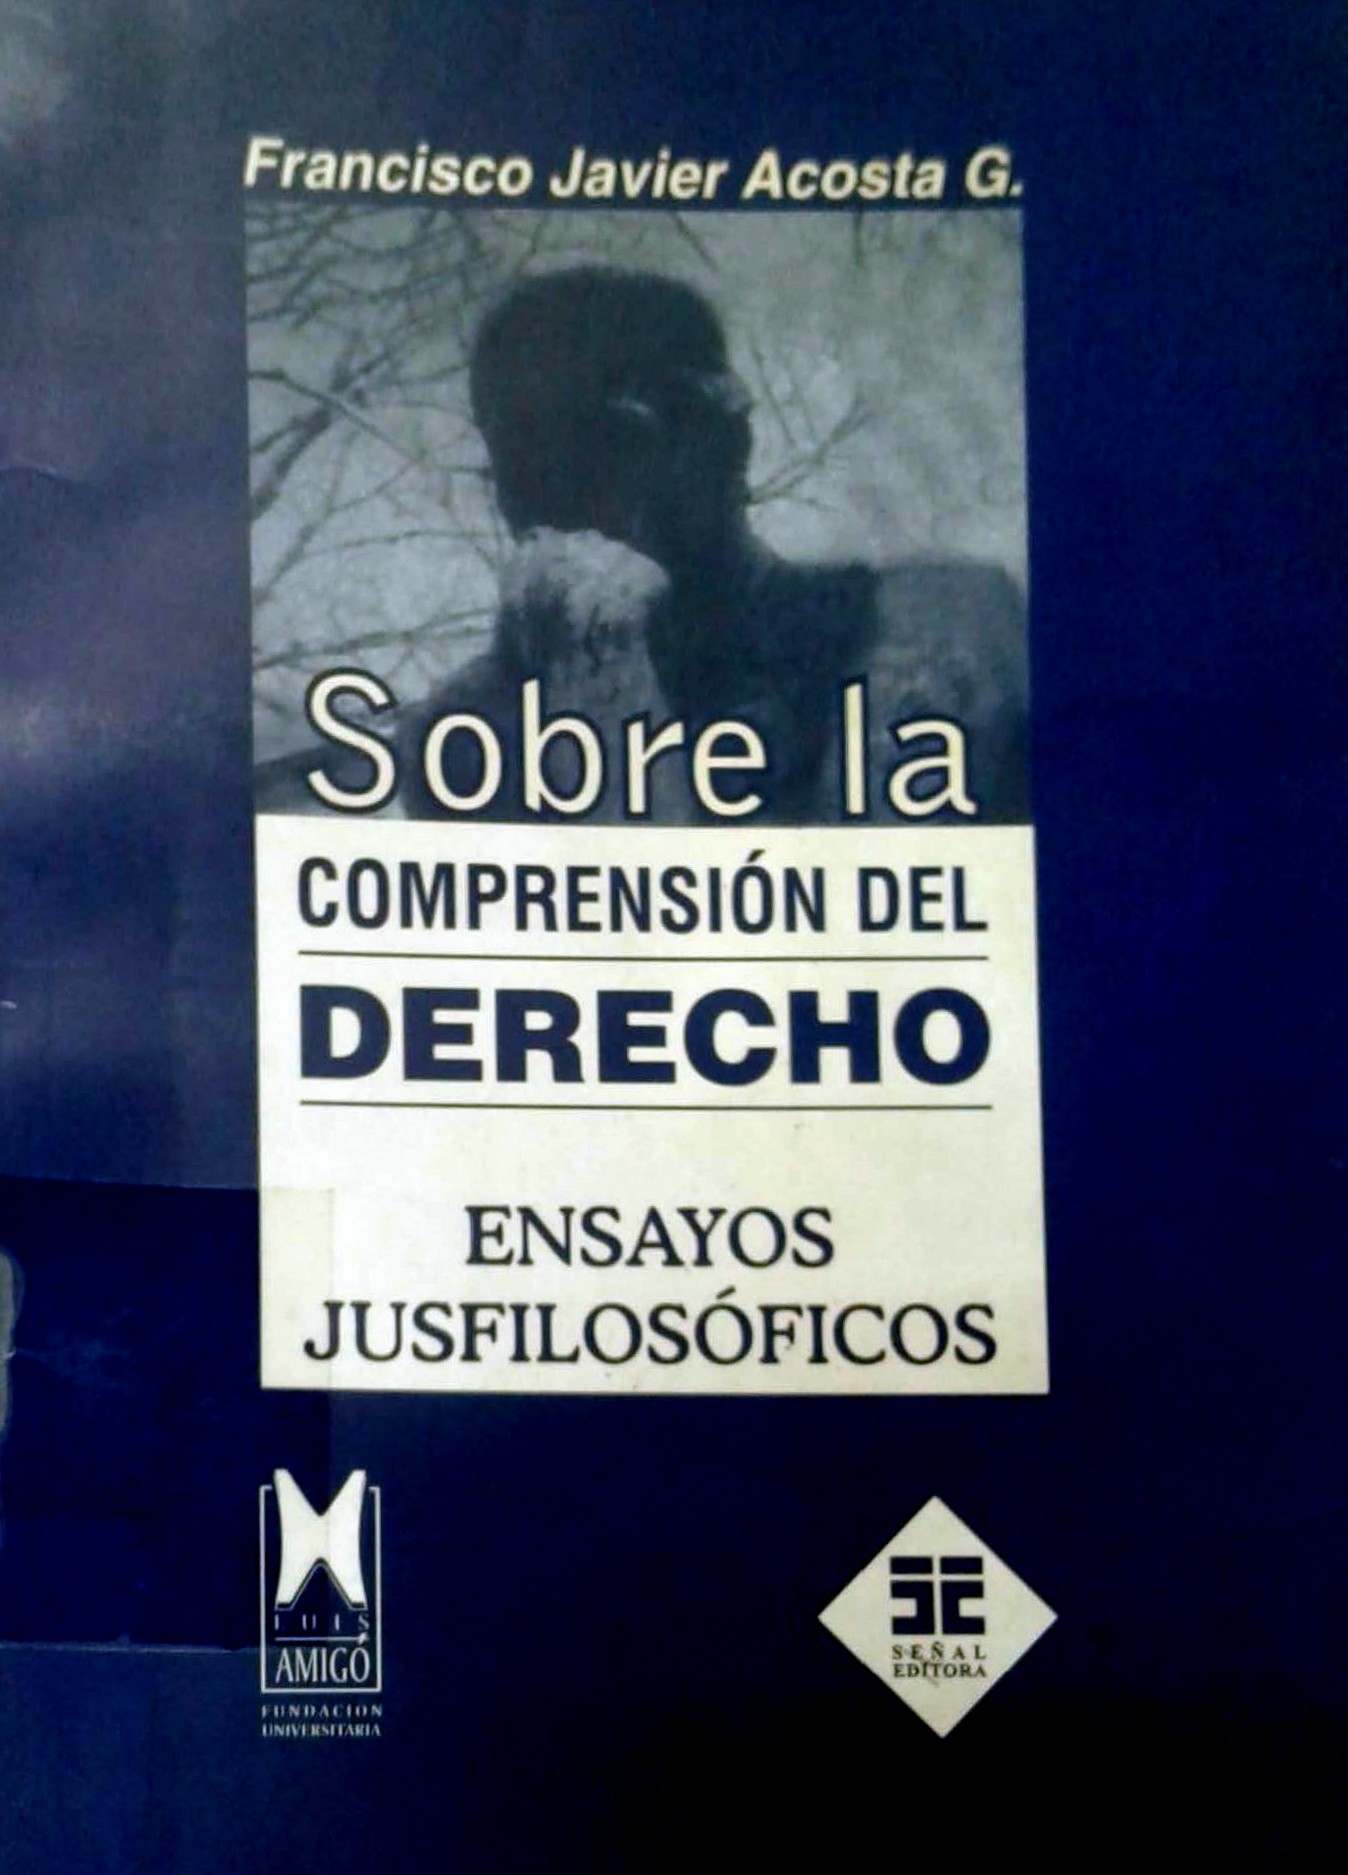 Francisco Javier Acosta G.
Sobre la
COMPRENSIÓN DEL
DERECHO
ENSAYOS
JUSFILOSÓFICOS
LUIS
AMIGÓ
FUNDACION
UNIVERSITARIA
SEÑAL
EDITORA